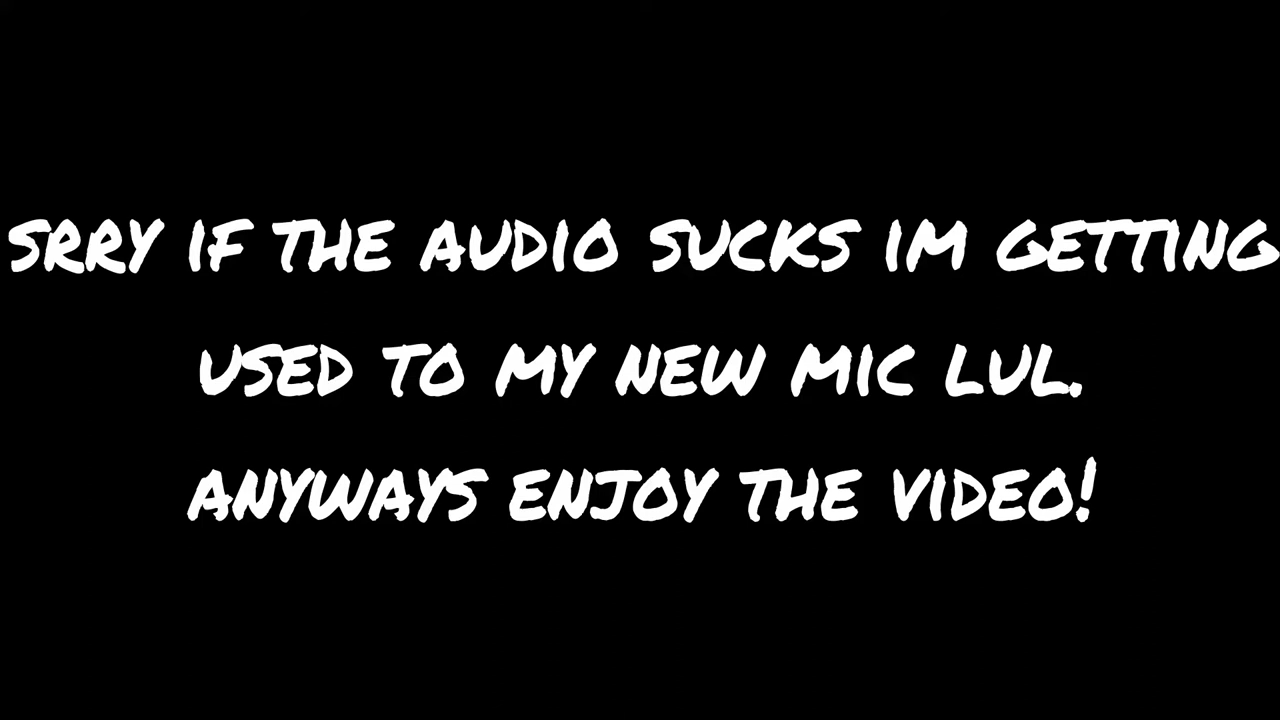 SRRY IF THE AUDIO SUCKS IM GETTING
USED TO MY NEW MIC LUL.
ANYWAYS ENJOY THE VIDEO!